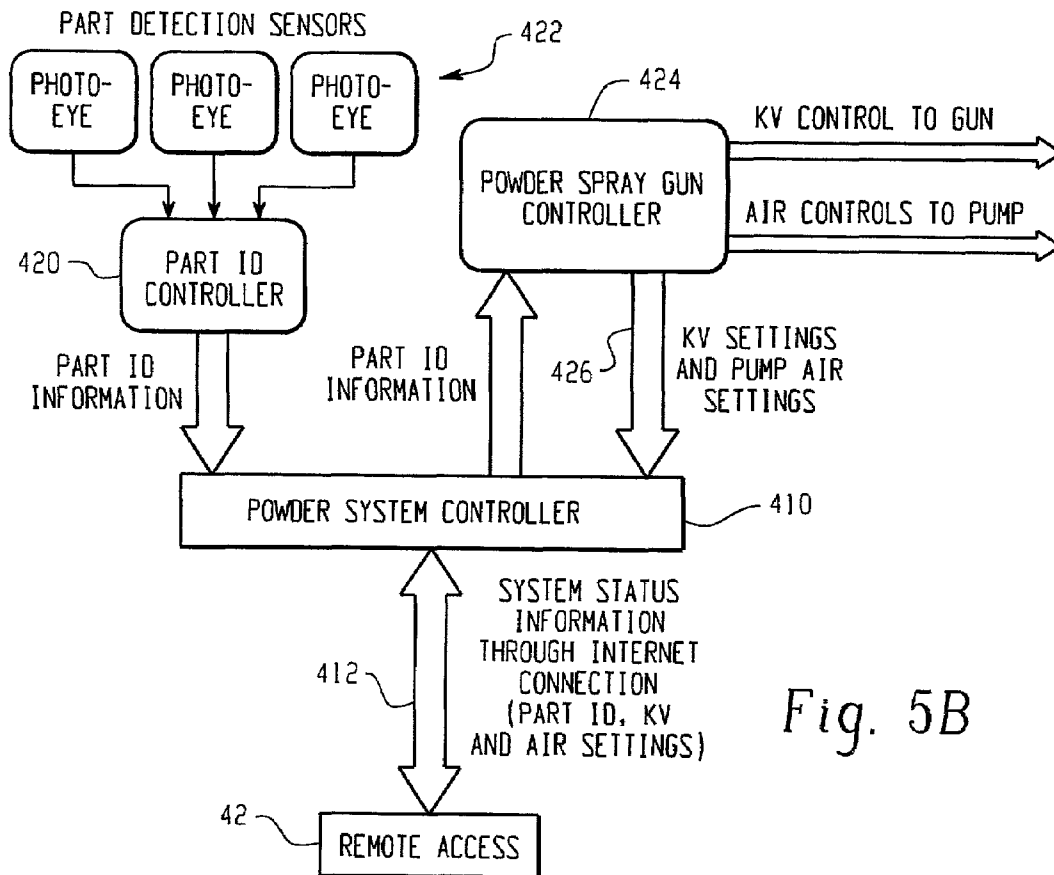 PART DETECTION SENSORS
422
PHOTO-
EYE
PHOTO-
EYE
PHOTO-
EYE
424
POWDER SPRAY GUN
CONTROLLER
KV CONTROL TO GUN
AIR CONTROLS TO PUMP
420
PART ID
CONTROLLER
PART ID
INFORMATION
PART ID
INFORMATION
426
KV SETTINGS
AND PUMP AIR
SETTINGS
POWDER SYSTEM CONTROLLER
410
412
SYSTEM STATUS
INFORMATION
THROUGH INTERNET
CONNECTION
(PART ID, KV
AND AIR SETTINGS)
Fig. 5B
42
REMOTE ACCESS